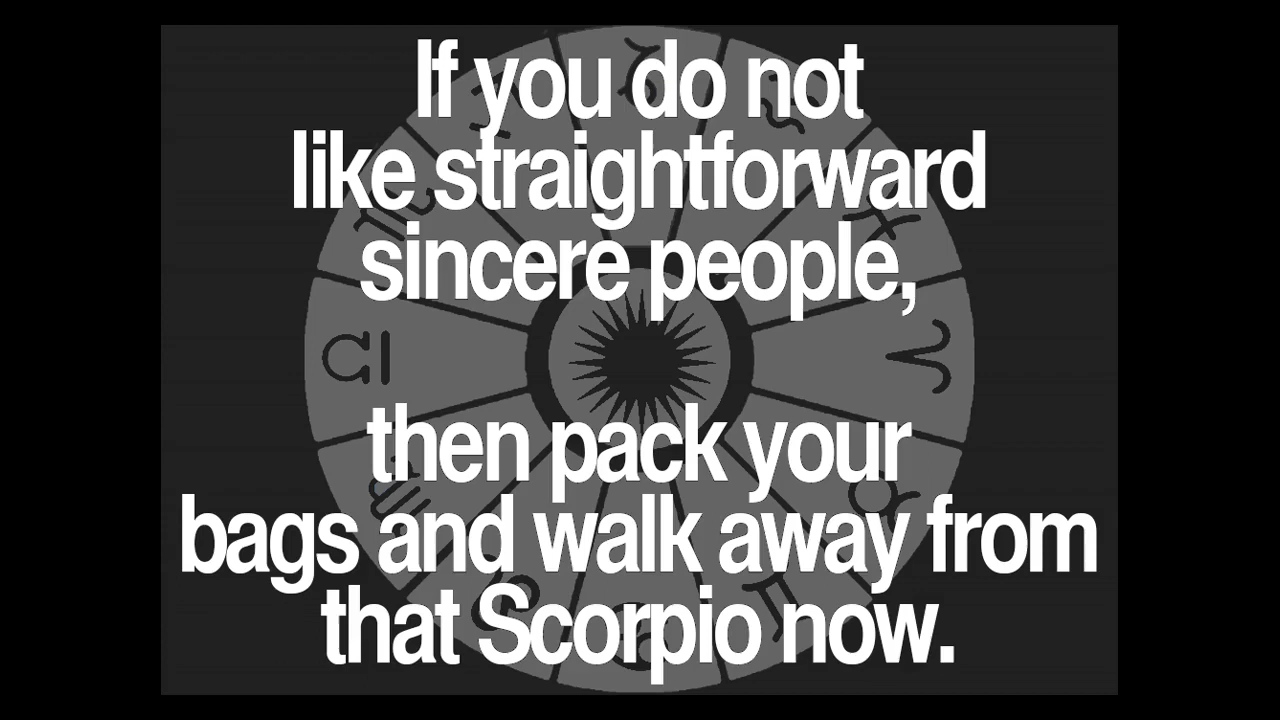 If you do not
like straightforward
sincere people,
then pack your
bags and walk away from
that Scorpio now.